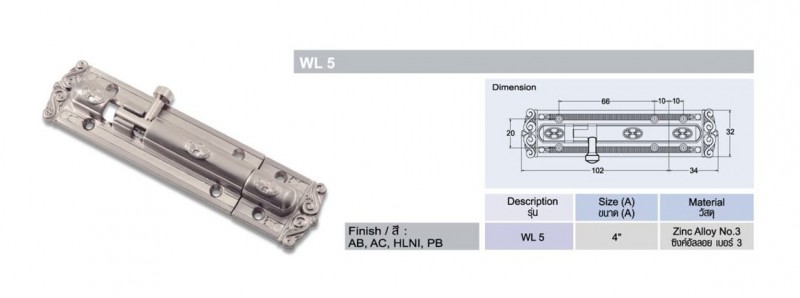 WL 5
Dimension
66
10
10
20
32
102
34
Description
รุ่น
Size (A)
ขนาด (A)
Material
วัสดุ
Finish / สี :
AB, AC, HLNI, PB
WL 5
4"
Zinc Alloy No.3
ซิงค์อัลลอย เบอร์ 3